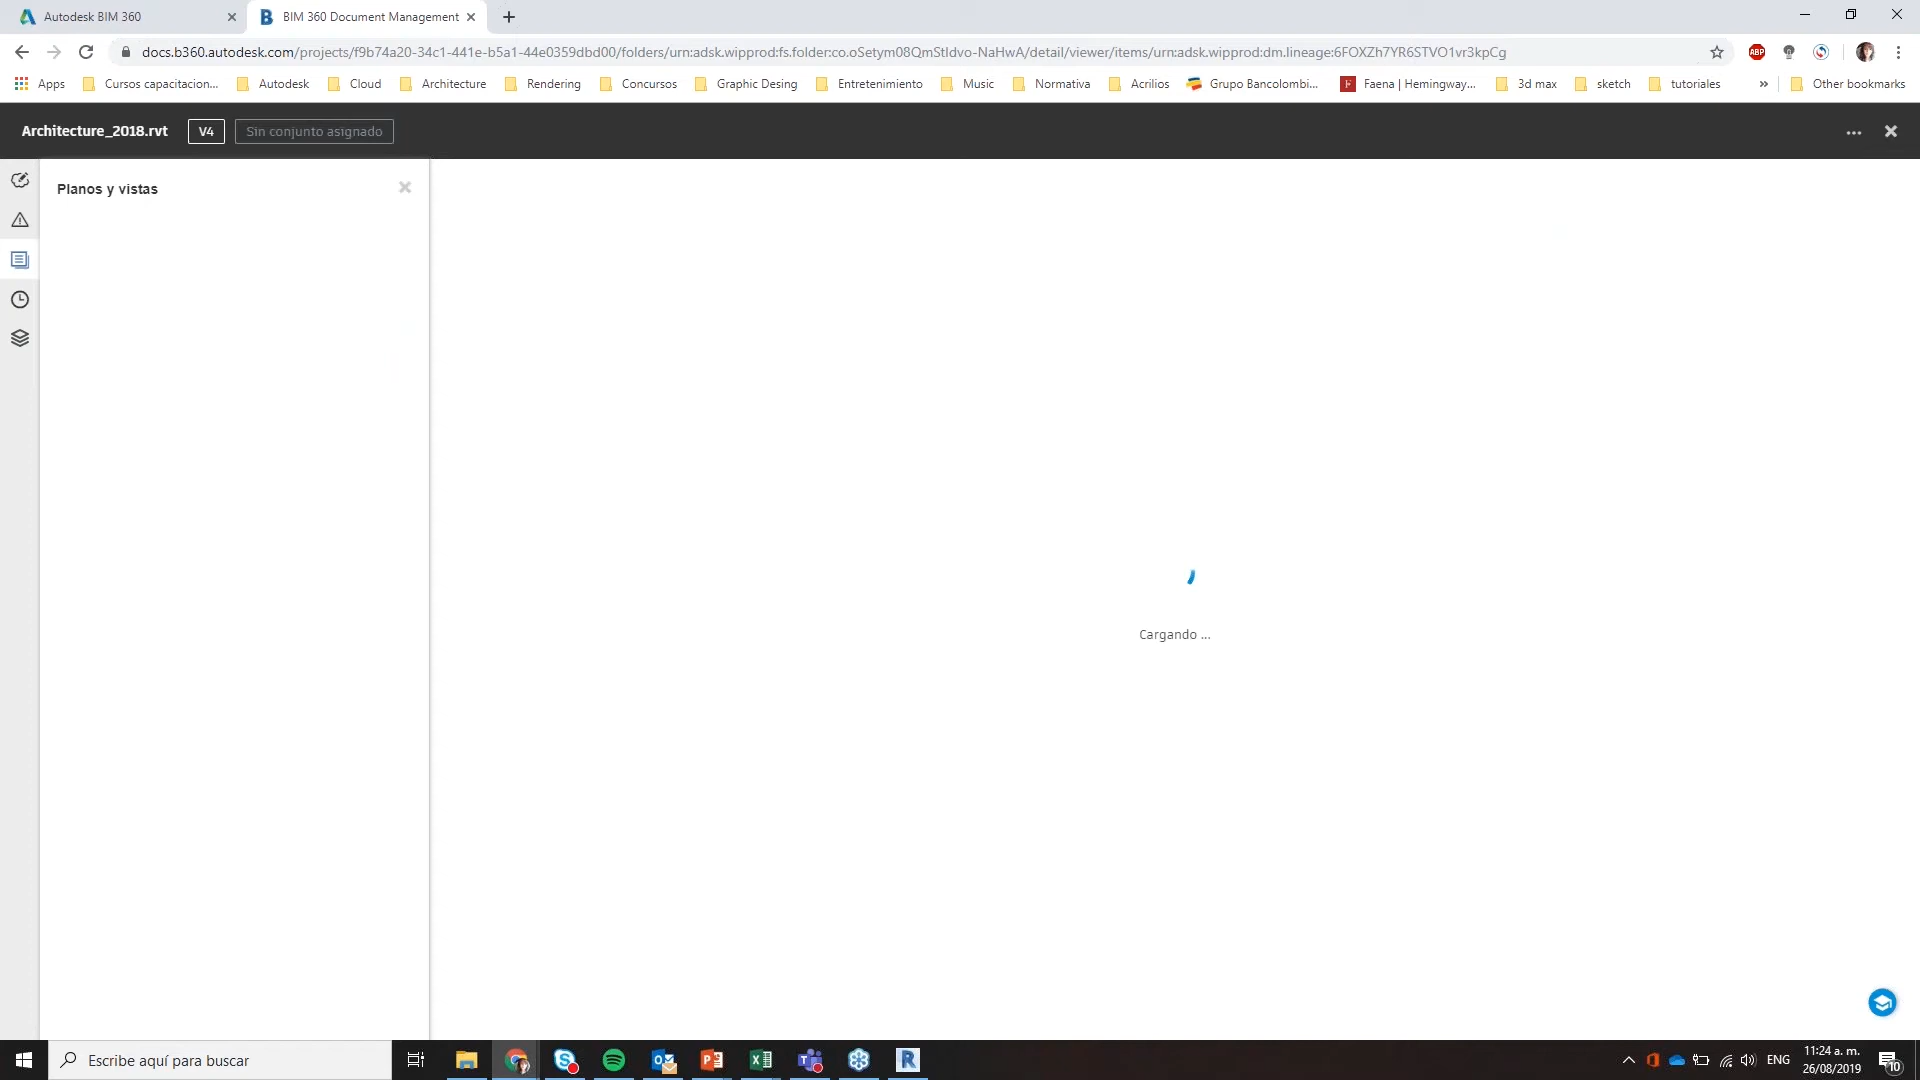 Autodesk BIM 360
BIM 360 Document Management
docs.b360.autodesk.com/projects/f9b74a20-34c1-441e-b5a1-44e0359dbd00/folders/urn:adsk.wipprod:fs.folder:co.oSetym08QmStIdvo-NaHwA/detail/viewer/items/urn:adsk.wipprod:dm.lineage:6FOXZh7YR6STVO1vr3kpCg
ABP
Apps Cursos capacitacion... Autodesk Cloud Architecture Rendering Concursos Graphic Desing Entretenimiento Music Normativa Acrilios Grupo Bancolombi... Faena | Hemingway... 3d max sketch tutoriales » Other bookmarks
Architecture_2018.rvt V4 Sin conjunto asignado
Planos y vistas
Cargando ...
Escribe aquí para buscar
ENG
11:24 a. m.
26/08/2019
10